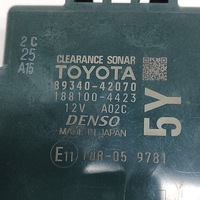 2C
25
A15
CLEARANCE SONAR
TOYOTA
89340-42070
188100-4423
12V A02C
DENSO
MADE IN JAPAN
5Y
E11 10R-05 9781